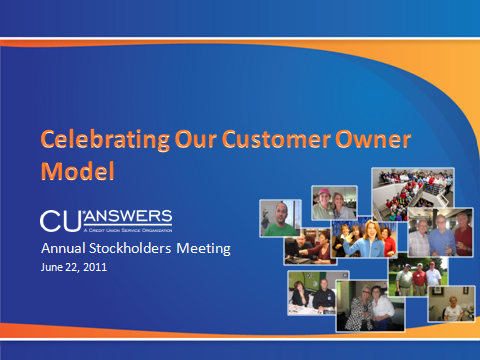 Celebrating Our Customer Owner
Model
CU*ANSWERS
A CREDIT UNION SERVICE ORGANIZATION
Annual Stockholders Meeting
June 22, 2011